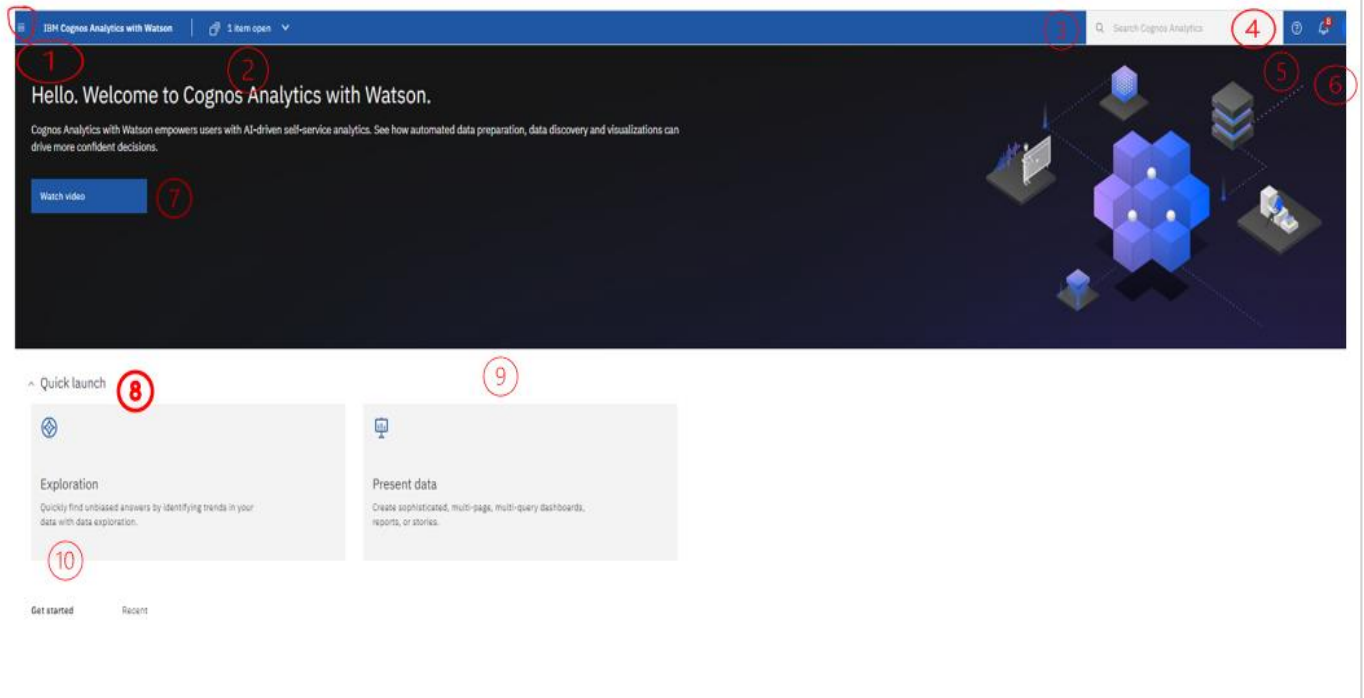 IBM Cognos Analytics with Watson 1 item open 3 Search Cognos Analytics 4 8
1
2
5
6
Hello. Welcome to Cognos Analytics with Watson.
Cognos Analytics with Watson empowers users with AI-driven self-service analytics. See how automated data preparation, data discovery and visualizations can
drive more confident decisions.
Watch video 7
Quick launch 8
9
Exploration
Quickly find unbiased answers by identifying trends in your
data with data exploration.
Present data
Create sophisticated, multi-page, multi-query dashboards,
reports, or stories.
10
Get started Recent